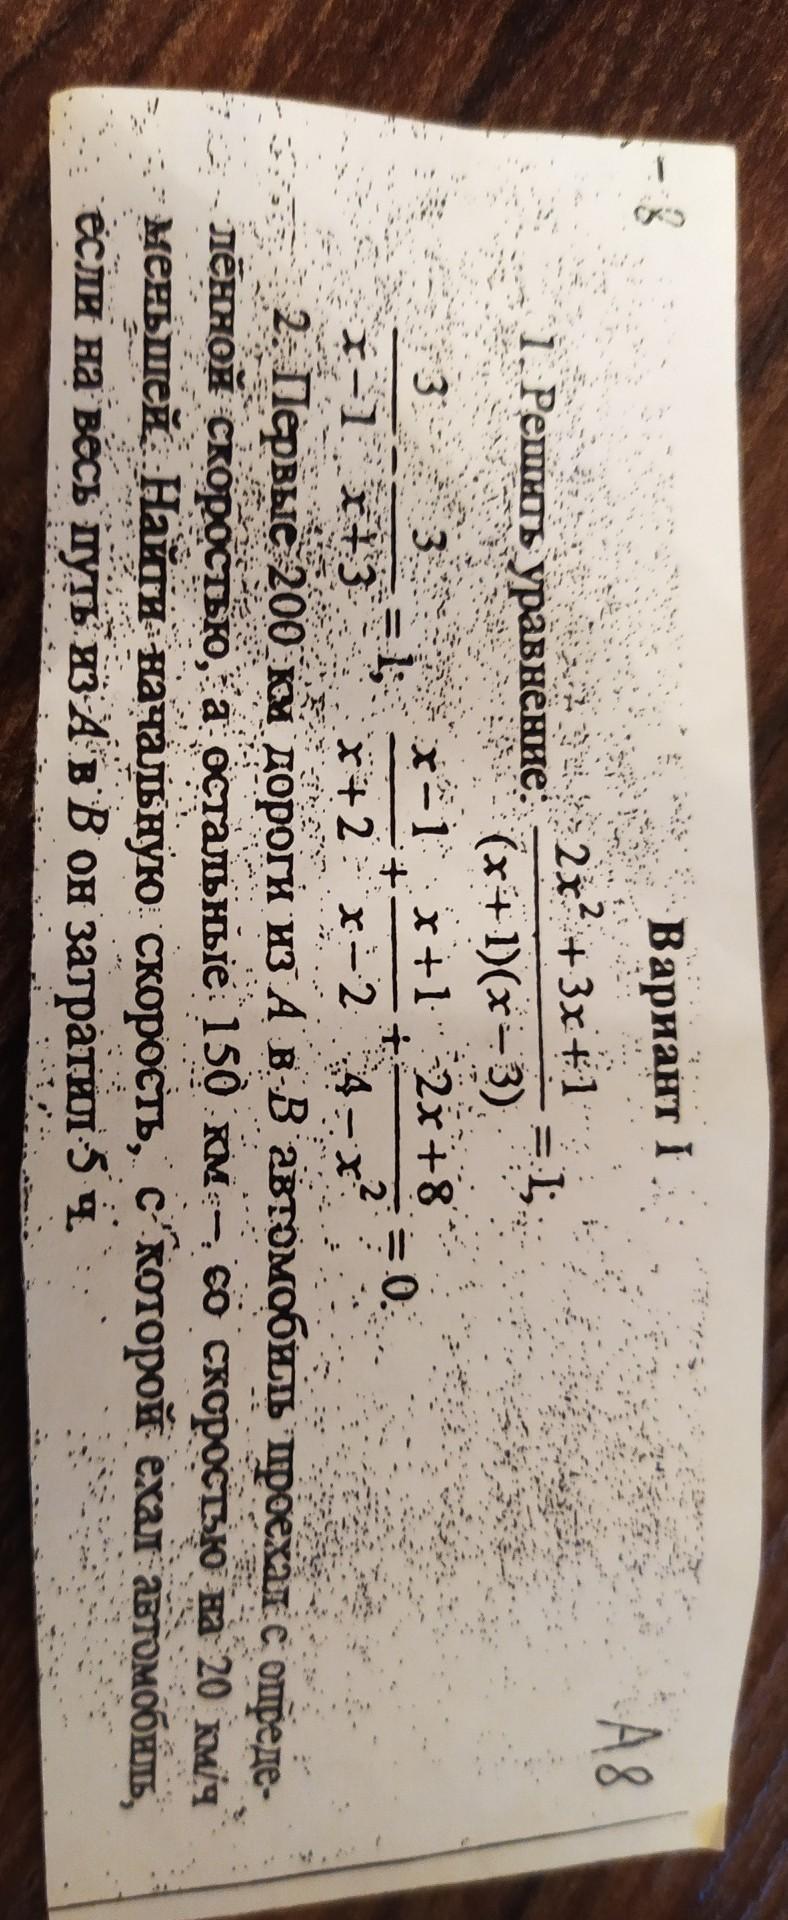 - 8
Вариант I
A8
1. Решить уравнение: (2x² + 3x + 1)/((x + 1)(x - 3)) = 1,
3/(x - 1) - 3/(x + 3) = 1, (x - 1)/(x + 2) + (x + 1)/(x - 2) + (2x + 8)/(4 - x²) = 0.
2. Первые 200 км дороги из A в B автомобиль проехал с опреде-
лённой скоростью, а остальные 150 км – со скоростью на 20 км/ч
меньшей. Найти начальную скорость, с которой ехал автомобиль,
если на весь путь из A в B он затратил 5 ч.